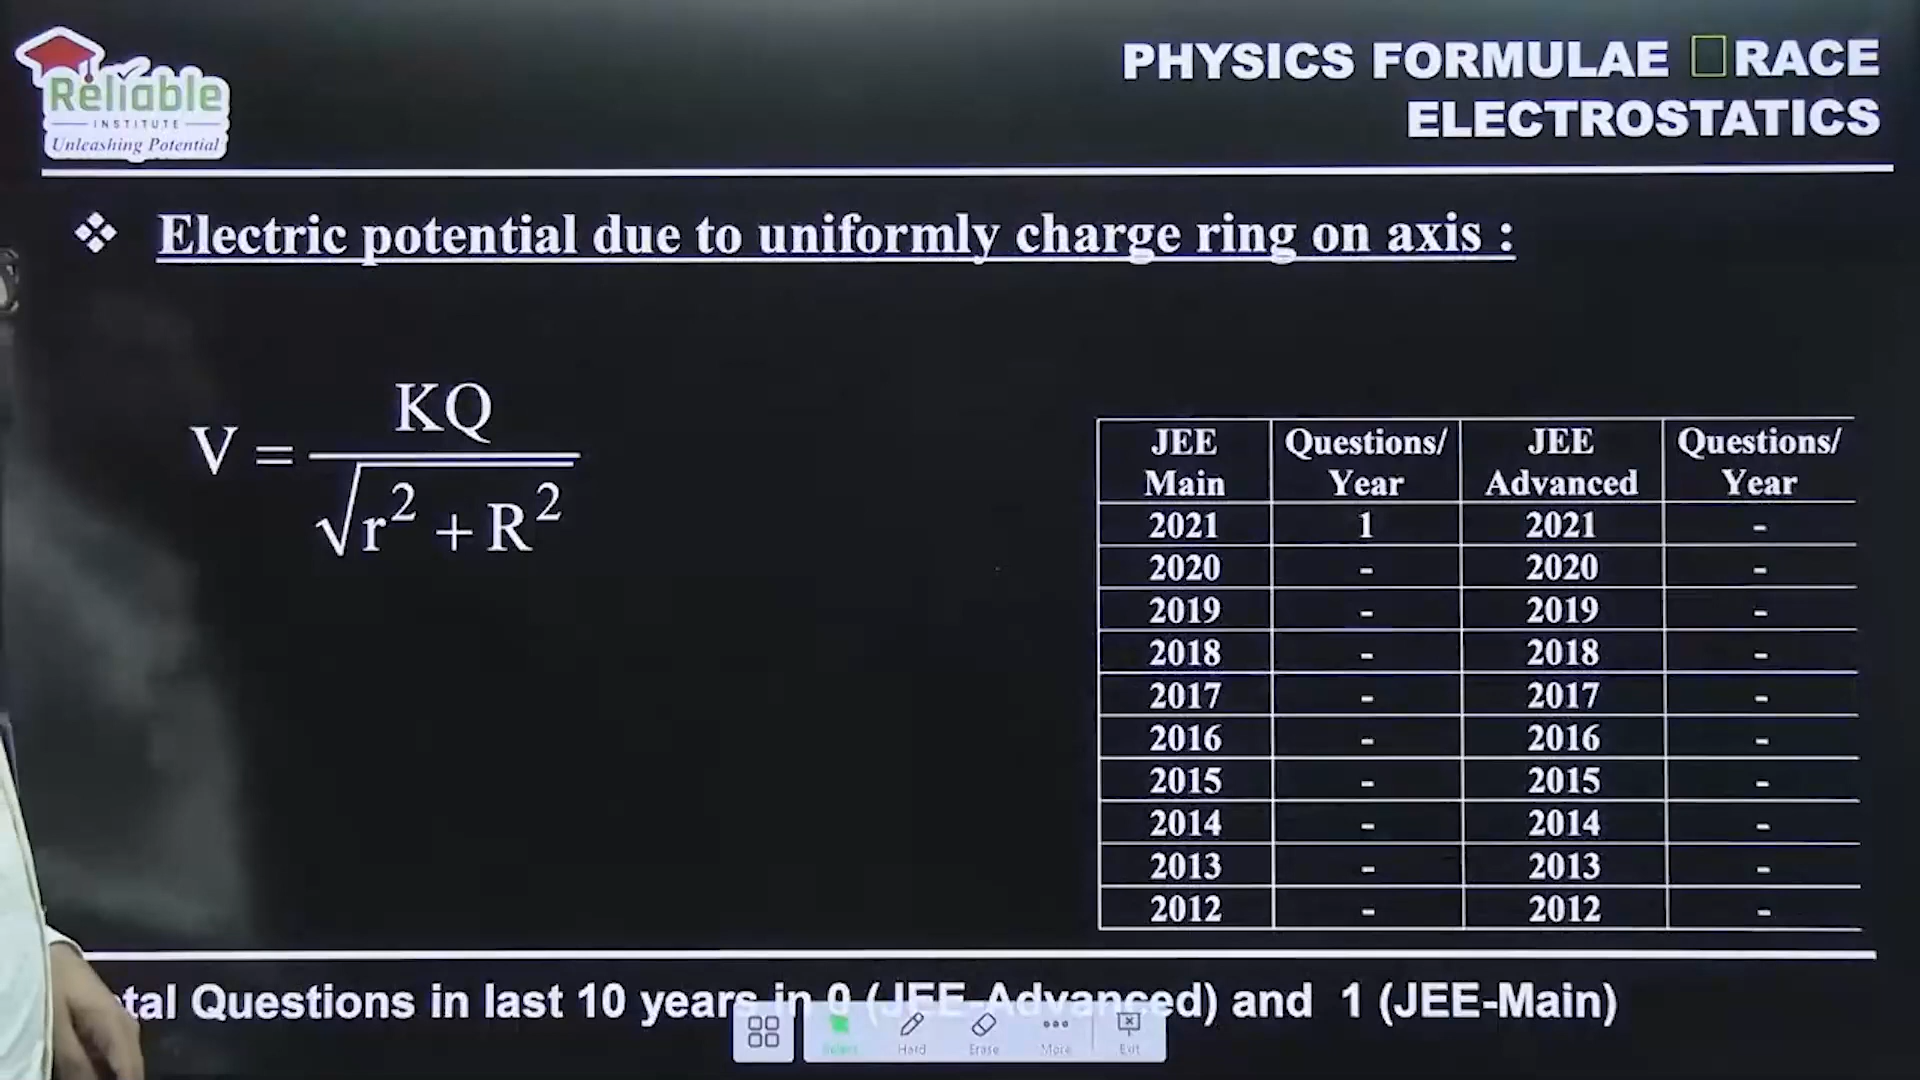 Reliable
INSTITUTE
Unleashing Potential
PHYSICS FORMULAE □RACE
ELECTROSTATICS
❖ Electric potential due to uniformly charge ring on axis :
V = KQ / √(r² + R²)
JEE Main | Questions/ Year | JEE Advanced | Questions/ Year
2021 | 1 | 2021 | -
2020 | - | 2020 | -
2019 | - | 2019 | -
2018 | - | 2018 | -
2017 | - | 2017 | -
2016 | - | 2016 | -
2015 | - | 2015 | -
2014 | - | 2014 | -
2013 | - | 2013 | -
2012 | - | 2012 | -
tal Questions in last 10 years in 0 (JEE-Advanced) and 1 (JEE-Main)
Select Hard Erase More Exit